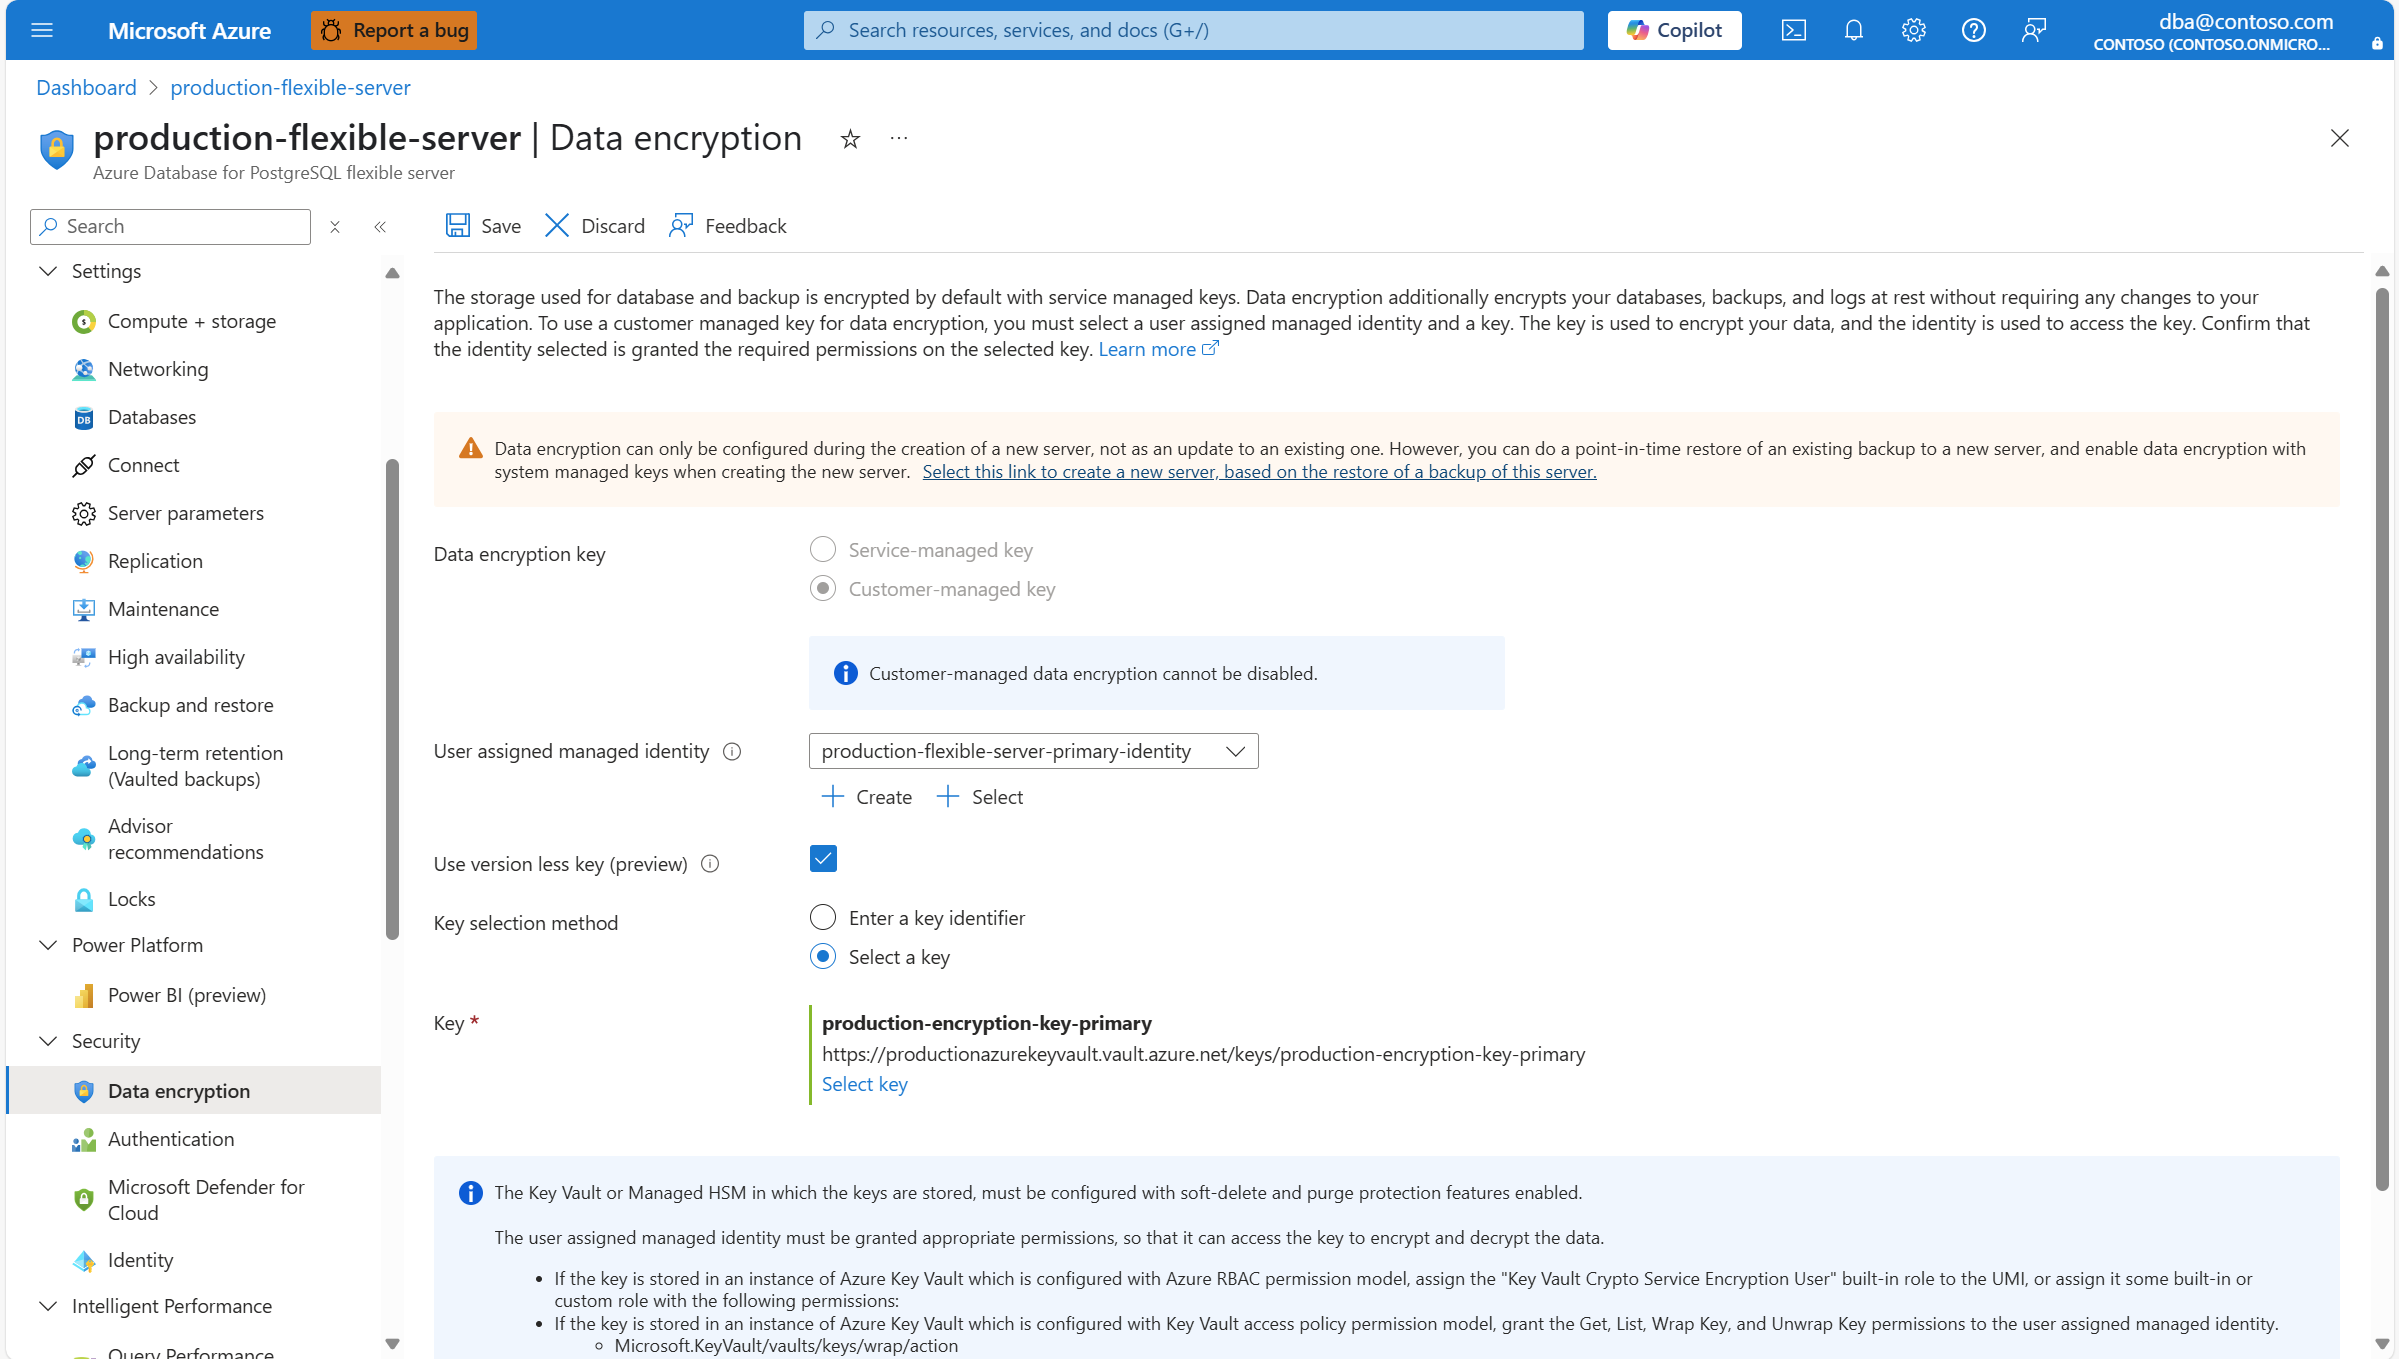 Microsoft Azure
Report a bug
Search resources, services, and docs (G+/)
Copilot
dba@contoso.com
CONTOSO (CONTOSO.ONMICRO...
Dashboard > production-flexible-server
production-flexible-server | Data encryption
Azure Database for PostgreSQL flexible server
Search
Settings
Compute + storage
Networking
Databases
Connect
Server parameters
Replication
Maintenance
High availability
Backup and restore
Long-term retention
(Vaulted backups)
Advisor
recommendations
Locks
Power Platform
Power BI (preview)
Security
Data encryption
Authentication
Microsoft Defender for
Cloud
Identity
Intelligent Performance
Query Performance
Save
Discard
Feedback
The storage used for database and backup is encrypted by default with service managed keys. Data encryption additionally encrypts your databases, backups, and logs at rest without requiring any changes to your
application. To use a customer managed key for data encryption, you must select a user assigned managed identity and a key. The key is used to encrypt your data, and the identity is used to access the key. Confirm that
the identity selected is granted the required permissions on the selected key. Learn more
Data encryption can only be configured during the creation of a new server, not as an update to an existing one. However, you can do a point-in-time restore of an existing backup to a new server, and enable data encryption with
system managed keys when creating the new server. Select this link to create a new server, based on the restore of a backup of this server.
Data encryption key
Service-managed key
Customer-managed key
Customer-managed data encryption cannot be disabled.
User assigned managed identity
production-flexible-server-primary-identity
Create
Select
Use version less key (preview)
Key selection method
Enter a key identifier
Select a key
Key *
production-encryption-key-primary
https://productionazurekeyvault.vault.azure.net/keys/production-encryption-key-primary
Select key
The Key Vault or Managed HSM in which the keys are stored, must be configured with soft-delete and purge protection features enabled.
The user assigned managed identity must be granted appropriate permissions, so that it can access the key to encrypt and decrypt the data.
• If the key is stored in an instance of Azure Key Vault which is configured with Azure RBAC permission model, assign the "Key Vault Crypto Service Encryption User" built-in role to the UMI, or assign it some built-in or
custom role with the following permissions:
• If the key is stored in an instance of Azure Key Vault which is configured with Key Vault access policy permission model, grant the Get, List, Wrap Key, and Unwrap Key permissions to the user assigned managed identity.
◦ Microsoft.KeyVault/vaults/keys/wrap/action